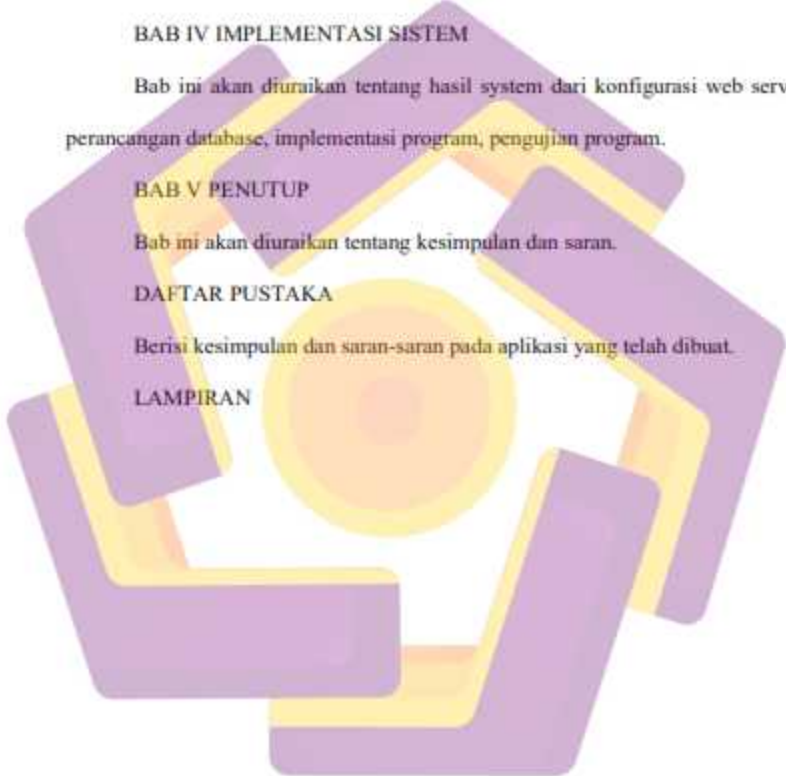 BAB IV IMPLEMENTASI SISTEM
Bab ini akan diuraikan tentang hasil system dari konfigurasi web serv
perancangan database, implementasi program, pengujian program.
BAB V PENUTUP
Bab ini akan diuraikan tentang kesimpulan dan saran.
DAFTAR PUSTAKA
Berisi kesimpulan dan saran-saran pada aplikasi yang telah dibuat.
LAMPIRAN